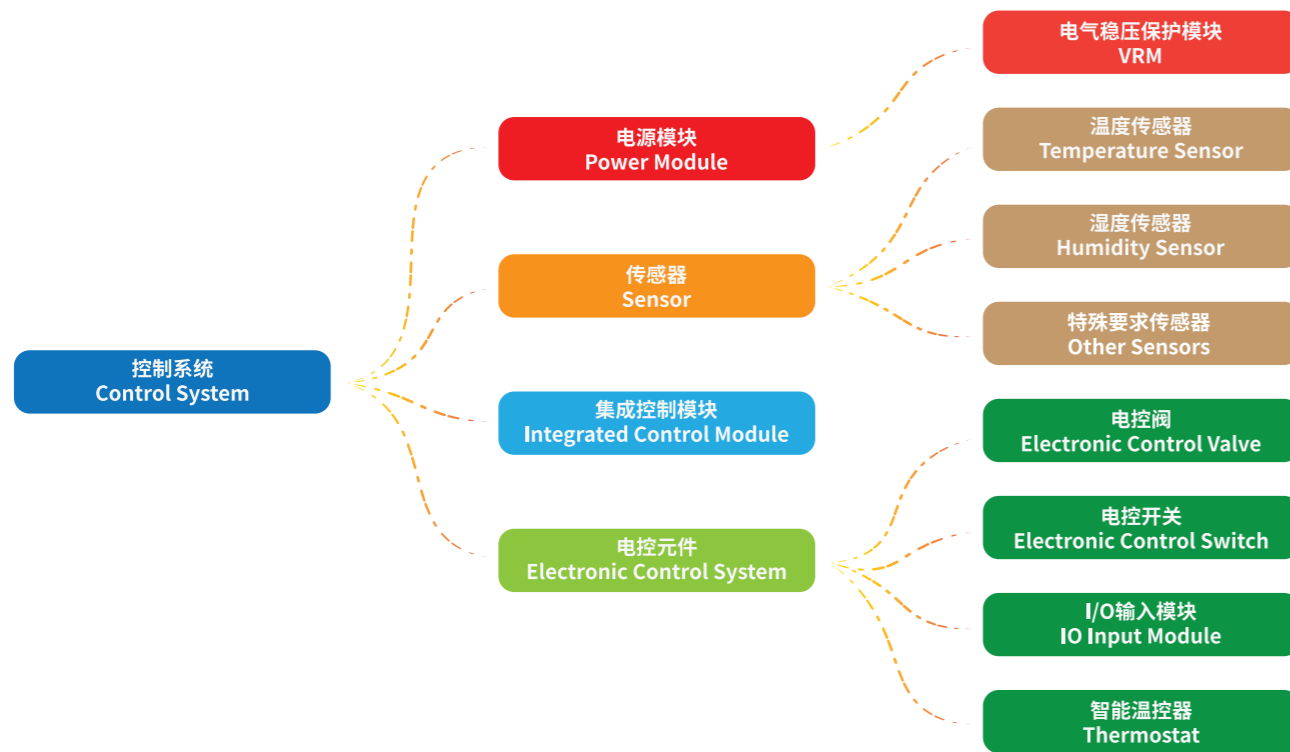 控制系统
Control System
电源模块
Power Module
传感器
Sensor
集成控制模块
Integrated Control Module
电控元件
Electronic Control System
电气稳压保护模块
VRM
温度传感器
Temperature Sensor
湿度传感器
Humidity Sensor
特殊要求传感器
Other Sensors
电控阀
Electronic Control Valve
电控开关
Electronic Control Switch
I/O输入模块
IO Input Module
智能温控器
Thermostat